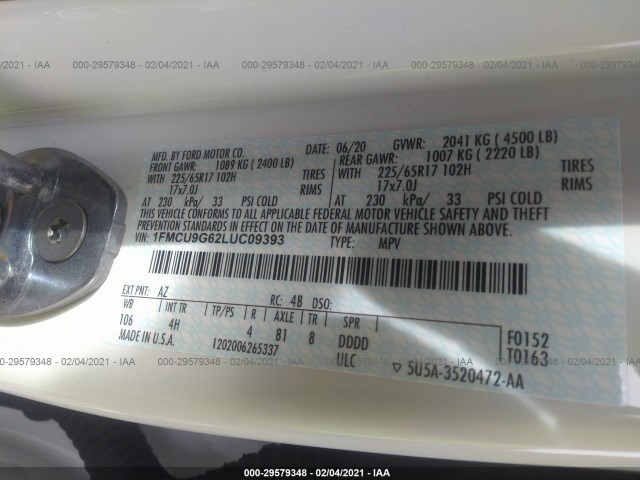 000-29579348 - 02/04/2021 - IAA
MFD. BY FORD MOTOR CO.
DATE: 06/20 GVWR: 2041 KG ( 4500 LB)
FRONT GAWR: 1089 KG ( 2400 LB)
REAR GAWR: 1007 KG ( 2220 LB)
WITH 225/65R17 102H TIRES
WITH 225/65R17 102H TIRES
17x7.0J RIMS
17x7.0J RIMS
AT 230 kPa/ 33 PSI COLD
AT 230 kPa/ 33 PSI COLD
THIS VEHICLE CONFORMS TO ALL APPLICABLE FEDERAL MOTOR VEHICLE SAFETY AND THEFT
PREVENTION STANDARDS IN EFFECT ON THE DATE OF MANUFACTURE SHOWN ABOVE.
VIN: 1FMCU9G62LUC09393 TYPE: MPV
EXT PNT: AZ RC: 48 DSO:
WB INT TR TP/PS R AXLE TR SPR
106 4H 4 81 8 DDDD
F0152
T0163
MADE IN U.S.A. 1202006265337 ULC
5U5A-3520472-AA
000-29579348 - 02/04/2021 - IAA